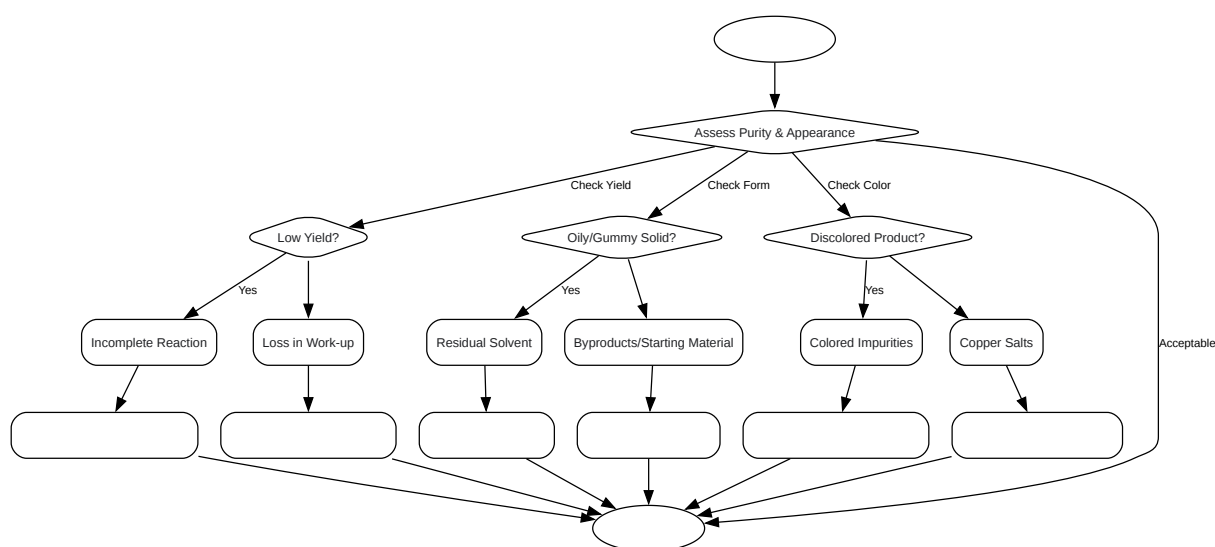 Assess Purity & Appearance
Check Yield
Check Form
Check Color
Low Yield?
Oily/Gummy Solid?
Discolored Product?
Yes
Yes
Yes
Incomplete Reaction
Loss in Work-up
Residual Solvent
Byproducts/Starting Material
Colored Impurities
Copper Salts
Acceptable